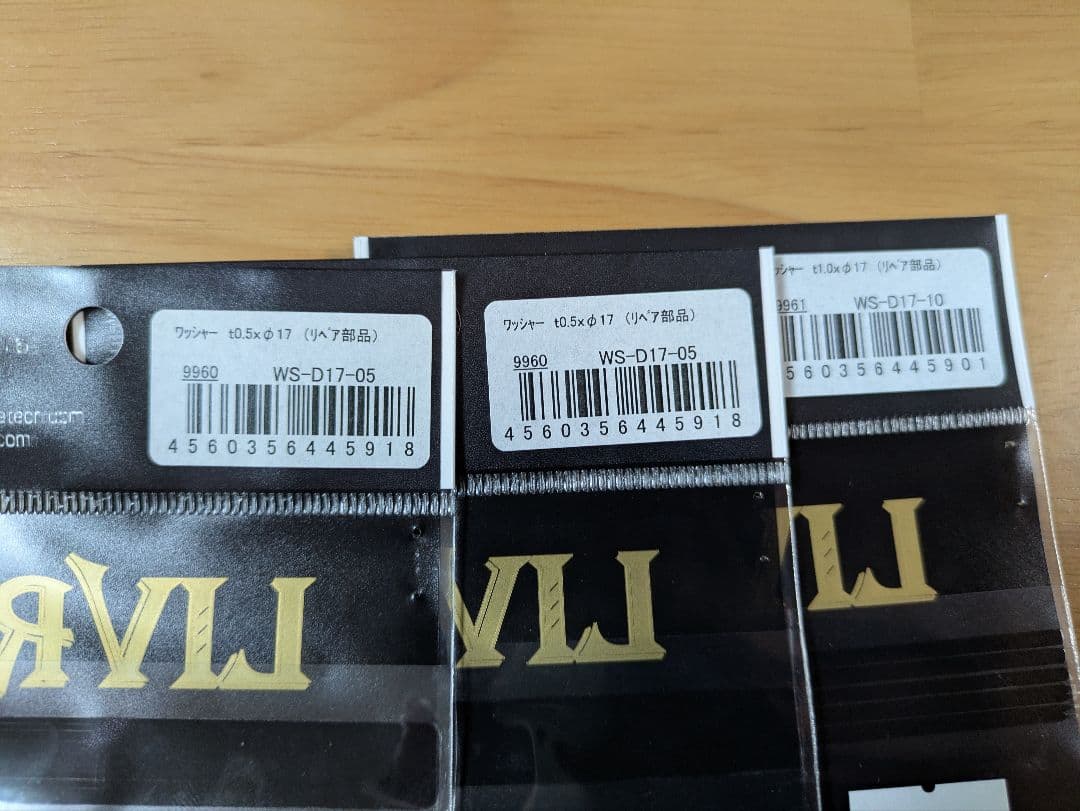 ワッシャー t0.5xφ17 （リペア部品）
9960 WS-D17-05
4560356445918
ワッシャー t0.5xφ17 （リペア部品）
9960 WS-D17-05
4560356445918
ッシャー t1.0xφ17 （リペア部品）
9961 WS-D17-10
560356445901
.com
LIVR
LIV
LI